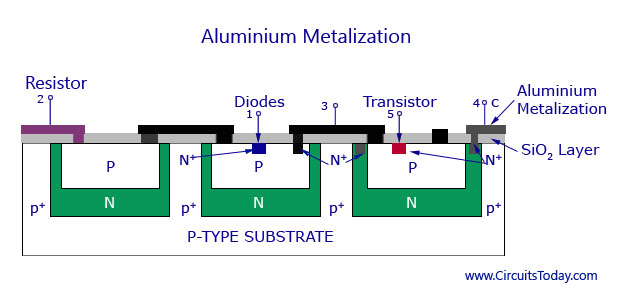 Aluminium Metalization
Resistor
2
Diodes
1
3
Transistor
5
4 C
Aluminium
Metalization
SiO₂ Layer
P
N⁺
P
N⁺
P
N⁺
p⁺
N
p⁺
N
p⁺
N
p⁺
P-TYPE SUBSTRATE
www.CircuitsToday.com